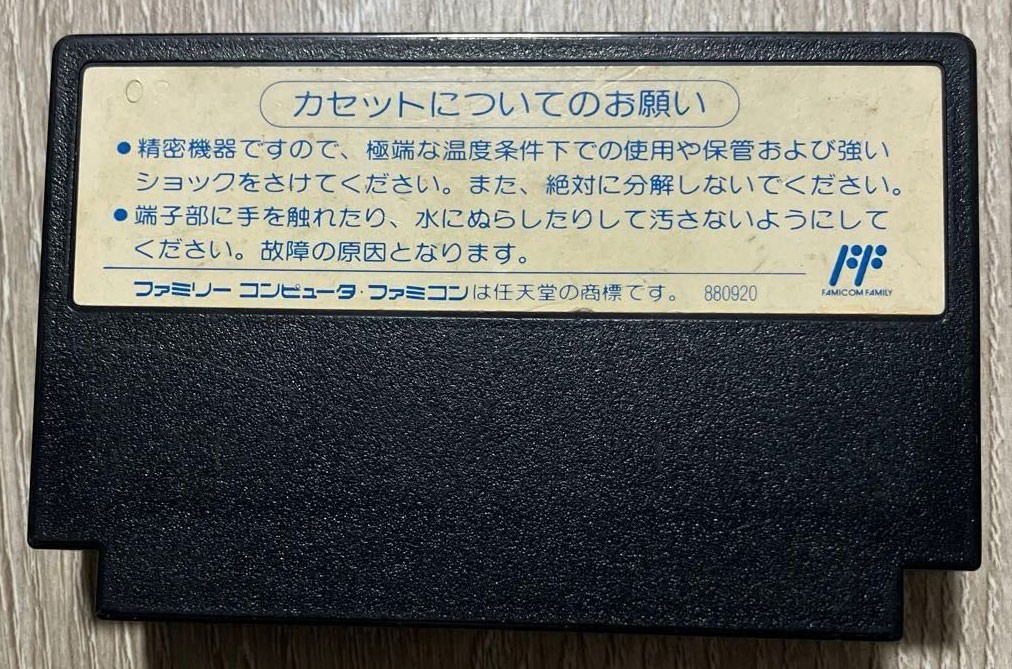 カセットについてのお願い
●精密機器ですので、極端な温度条件下での使用や保管および強い
ショックをさけてください。また、絶対に分解しないでください。
●端子部に手を触れたり、水にぬらしたりして汚さないようにして
ください。故障の原因となります。
ファミリー コンピュータ・ファミコンは任天堂の商標です。 880920
FAMICOM FAMILY